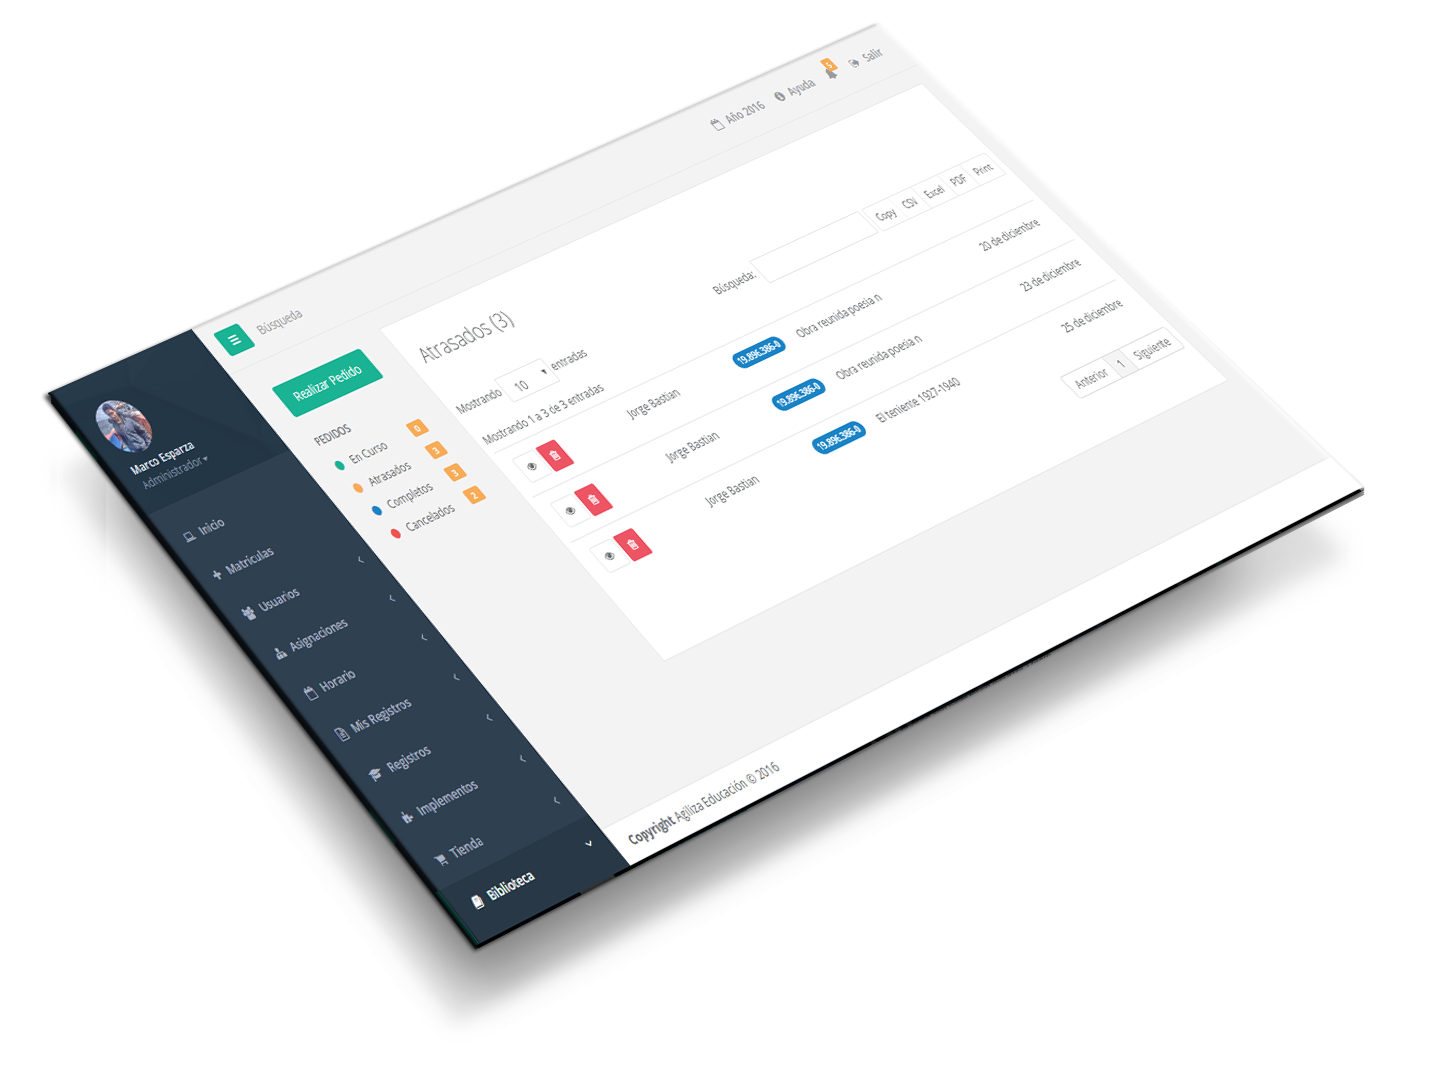 Año 2016
Ayuda
5
Salir
Búsqueda
Marco Esparza
Administrador
Inicio
Matrículas
Usuarios
Asignaciones
Horario
Mis Registros
Registros
Implementos
Tienda
Biblioteca
Realizar Pedido
PEDIDOS
En Curso 0
Atrasados 3
Completos 3
Cancelados 2
Atrasados (3)
Mostrando 10 entradas
Búsqueda:
Copy CSV Excel PDF Print
Mostrando 1 a 3 de 3 entradas
Jorge Bastian 19.896.386-0 Obra reunida poesia n 20 de diciembre
Jorge Bastian 19.896.386-0 Obra reunida poesia n 23 de diciembre
Jorge Bastian 19.896.386-0 El teniente 1927-1940 25 de diciembre
Anterior 1 Siguiente
Copyright Agiliza Educación © 2016